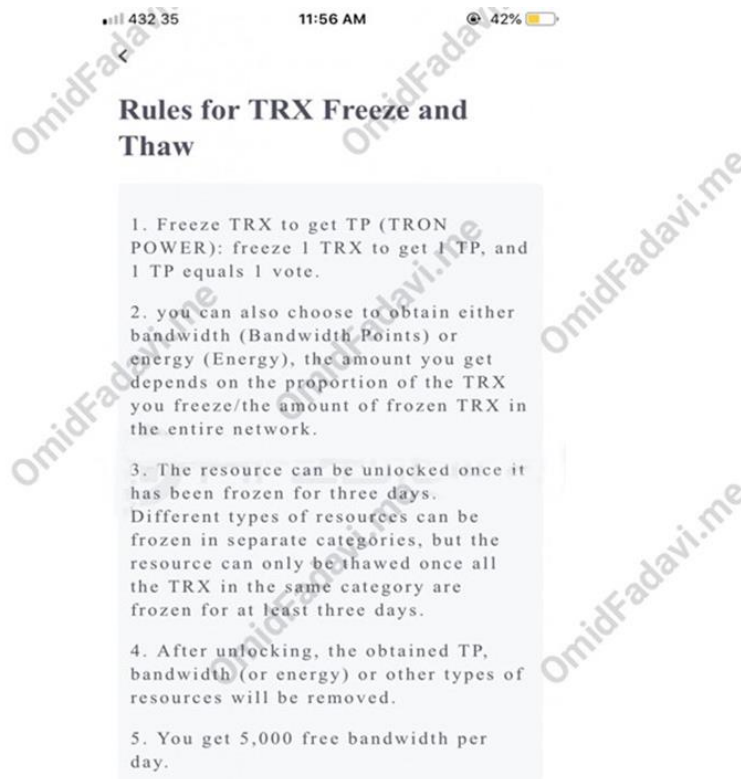 432 35 11:56 AM 42%
Rules for TRX Freeze and
Thaw
1. Freeze TRX to get TP (TRON
POWER): freeze 1 TRX to get 1 TP, and
1 TP equals 1 vote.
2. you can also choose to obtain either
bandwidth (Bandwidth Points) or
energy (Energy), the amount you get
depends on the proportion of the TRX
you freeze/the amount of frozen TRX in
the entire network.
3. The resource can be unlocked once it
has been frozen for three days.
Different types of resources can be
frozen in separate categories, but the
resource can only be thawed once all
the TRX in the same category are
frozen for at least three days.
4. After unlocking, the obtained TP,
bandwidth (or energy) or other types of
resources will be removed.
5. You get 5,000 free bandwidth per
day.
OmidFadavi.me
OmidFadavi.me
OmidFadavi.me
OmidFadavi.me
OmidFadavi.me
OmidFadavi.me
OmidFadavi.me